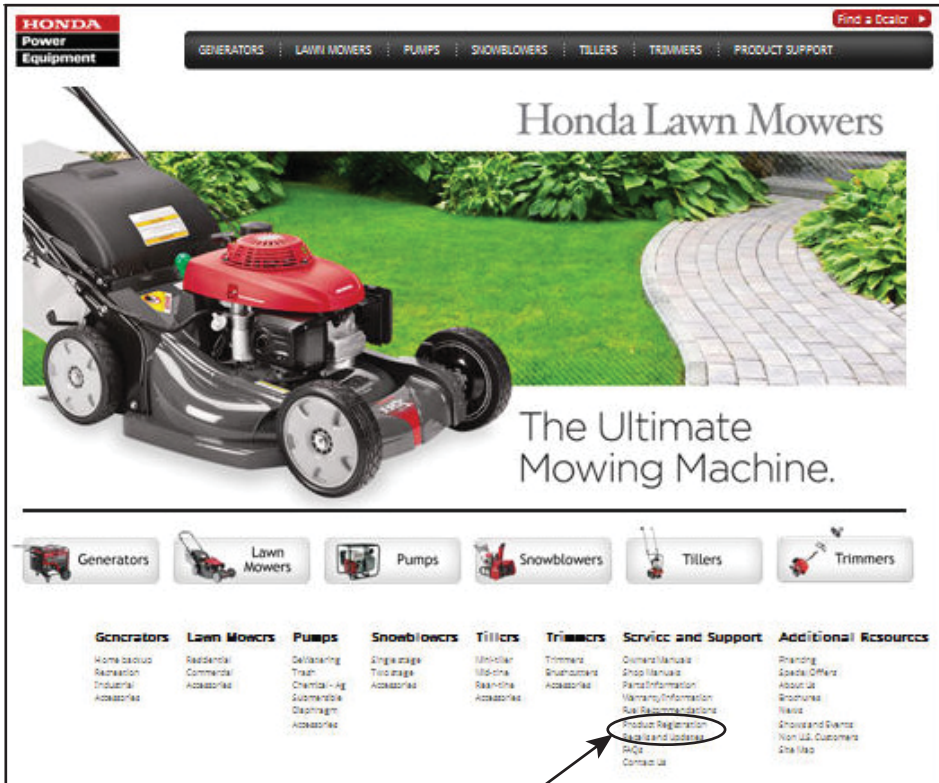 HONDA
Power
Equipment
Find a Dealer
GENERATORS LAWN MOWERS PUMPS SNOWBLOWERS TILLERS TRIMMERS PRODUCT SUPPORT
Honda Lawn Mowers
The Ultimate
Mowing Machine.
Generators
Lawn
Mowers
Pumps
Snowblowers
Tillers
Trimmers
Generators
Home backup
Recreation
Industrial
Accessories
Lawn Mowers
Residential
Commercial
Accessories
Pumps
DeWatering
Trash
Chemical - Ag
Submersible
Diaphragm
Accessories
Snowblowers
Single stage
Two stage
Accessories
Tillers
Mini-tiller
Mid-tine
Rear-tine
Accessories
Trimmers
Trimmers
Brushcutters
Accessories
Service and Support
Owners Manuals
Shop Manuals
Parts Information
Warranty Information
Fuel Recommendations
Product Registration
Recalls and Updates
FAQs
Contact Us
Additional Resources
Financing
Special Offers
About Us
Brochures
News
Shows and Events
Non U.S. Customers
Site Map